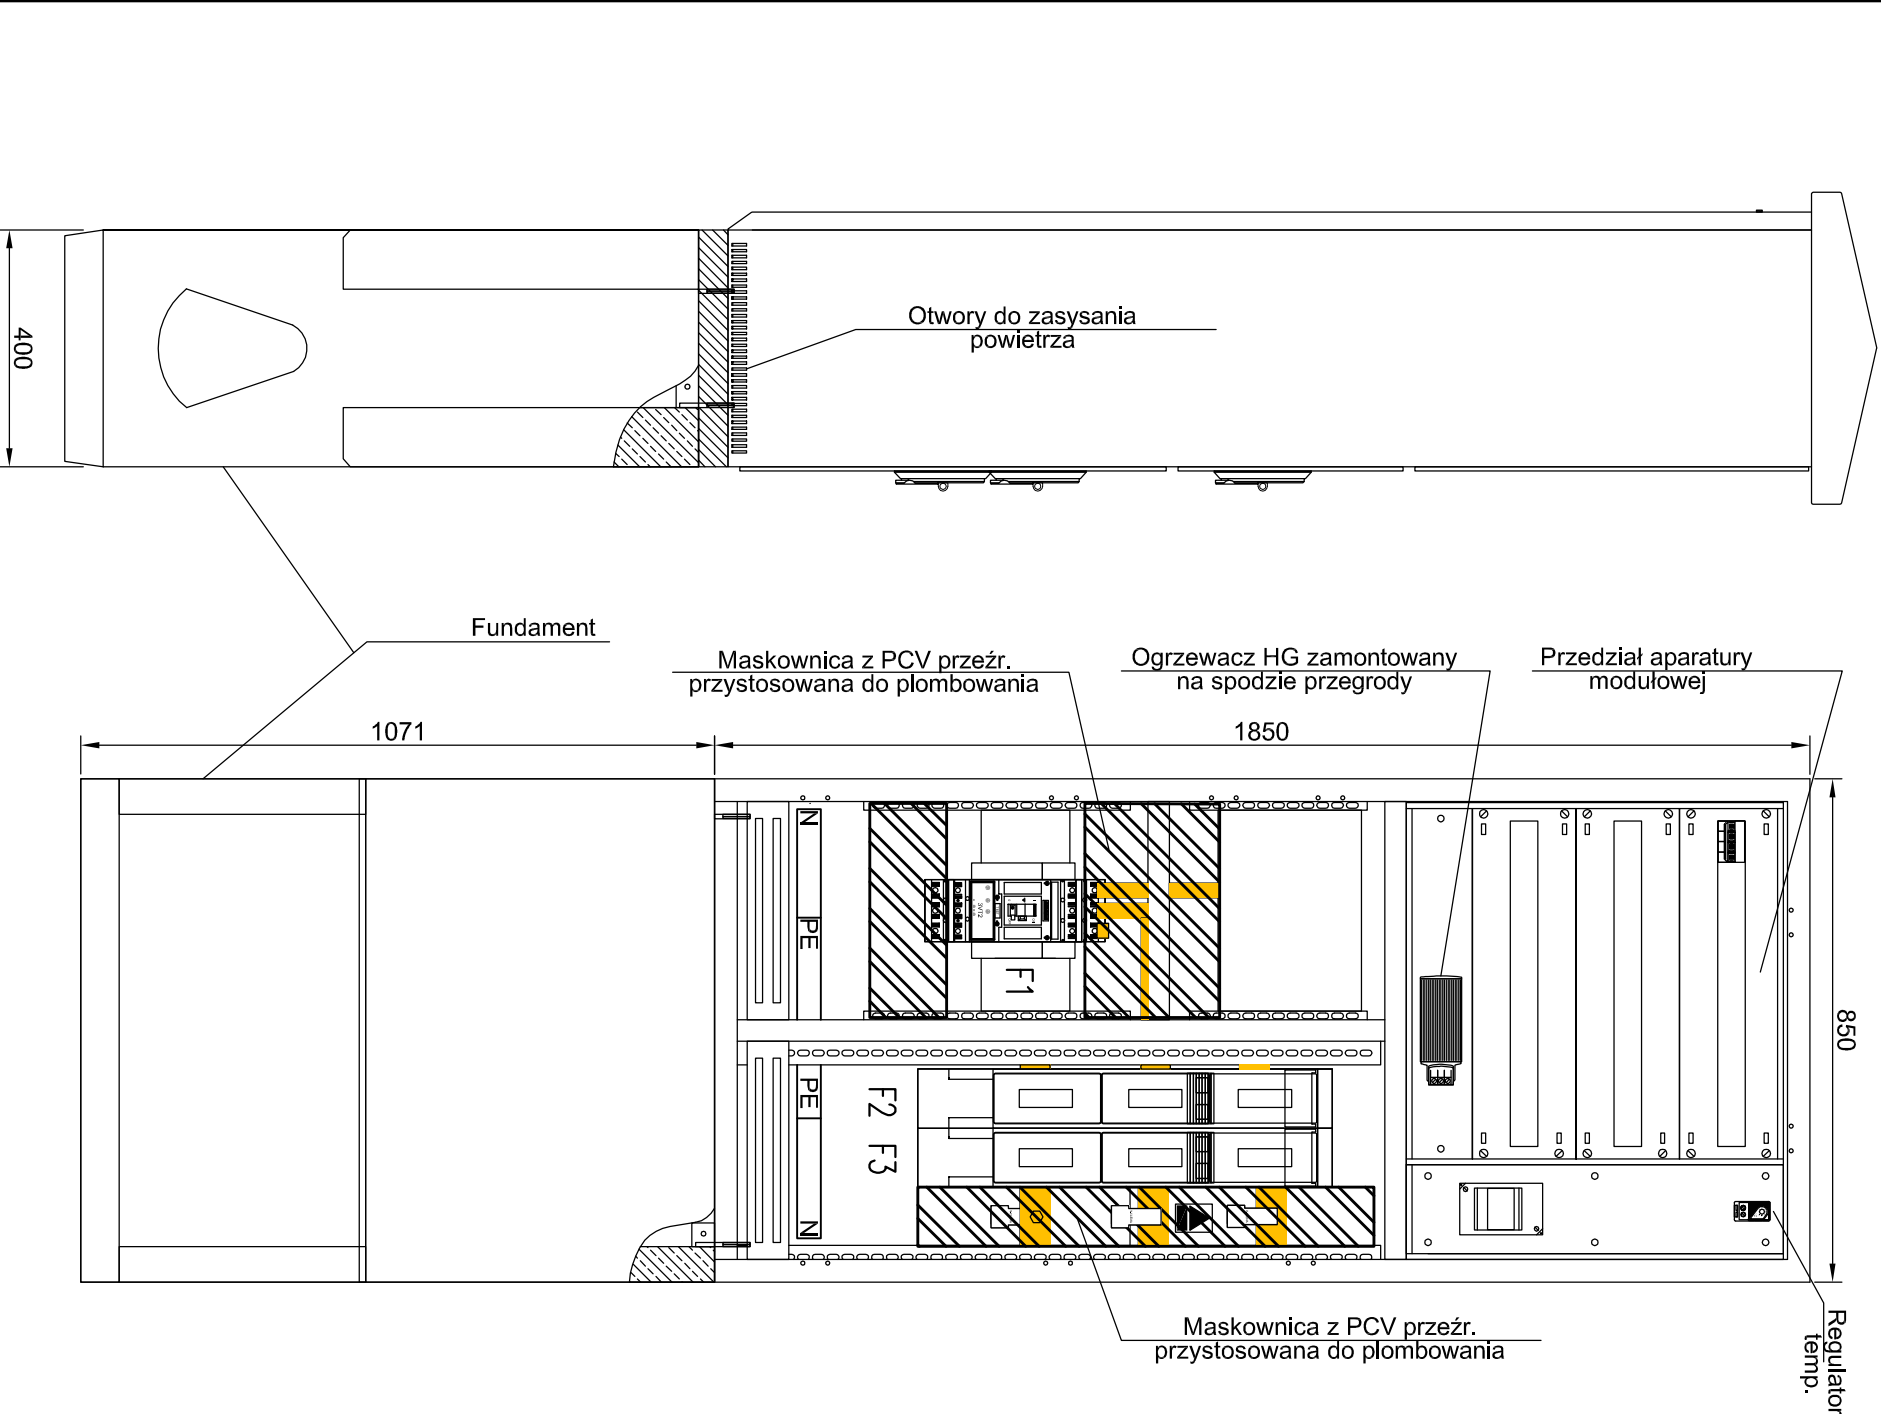 Otwory do zasysania
powietrza
400
Fundament
Maskownica z PCV przeźr.
przystosowana do plombowania
Ogrzewacz HG zamontowany
na spodzie przegrody
Przedział aparatury
modułowej
1071
1850
N
PE
3VT2
F1
850
PE
N
F2
F3
Maskownica z PCV przeźr.
przystosowana do plombowania
Regulator
temp.